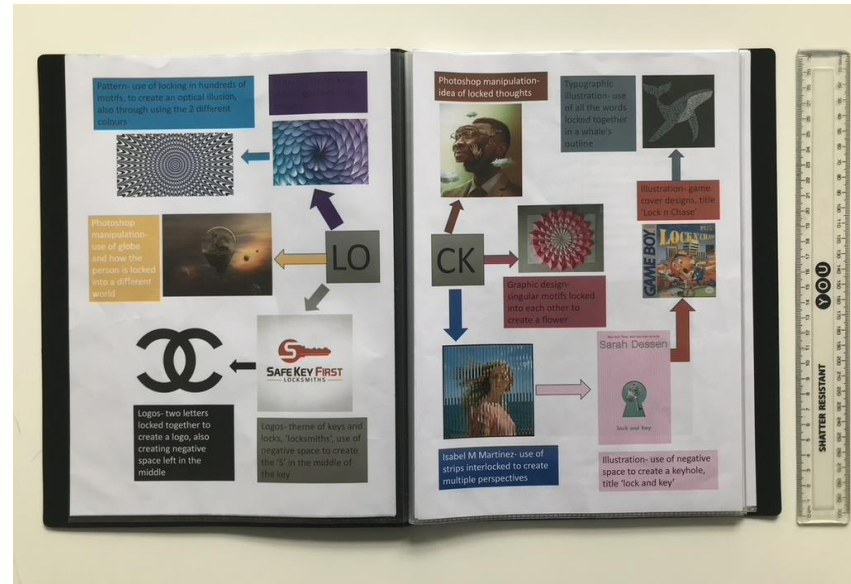 Pattern- use of locking in hundreds of
motifs, to create an optical illusion,
also through using the 2 different
colours
Photoshop
manipulation-
use of globe
and how the
person is locked
into a different
world
LO
SAFE KEY FIRST
LOCKSMITHS
Logos- two letters
locked together to
create a logo, also
creating negative
space left in the
middle
Logos- theme of keys and
locks, 'locksmiths', use of
negative space to create,
the 'S' in the middle of
the key
Photoshop manipulation-
idea of locked thoughts
Typographic
illustration- use
of all the words
locked together
in a whale's
outline
Illustration- game
cover designs, title
'Lock n Chase'
CK
GAME BOY
LOCK N CHASE
Graphic design-
singular motifs locked
into each other to
create a flower
Sarah Dessen
lock and key
Isabel M Martinez- use of
strips interlocked to create
multiple perspectives
Illustration- use of negative
space to create a keyhole,
title 'lock and key'
YOU
SHATTER RESISTANT